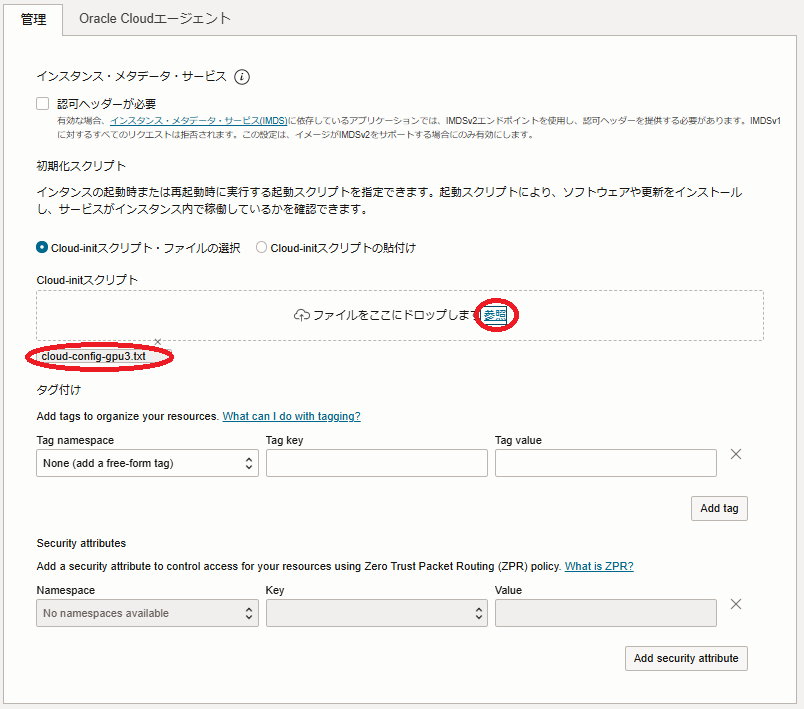 管理
Oracle Cloudエージェント
インスタンス・メタデータ・サービス i
認可ヘッダーが必要
有効な場合、インスタンス・メタデータ・サービス(IMDS)に依存しているアプリケーションでは、IMDSv2エンドポイントを使用し、認可ヘッダーを提供する必要があります。IMDSv1
に対するすべてのリクエストは拒否されます。この設定は、イメージがIMDSv2をサポートする場合にのみ有効にします。
初期化スクリプト
インタンスの起動時または再起動時に実行する起動スクリプトを指定できます。起動スクリプトにより、ソフトウェアや更新をインストール
し、サービスがインスタンス内で稼働しているかを確認できます。
Cloud-initスクリプト・ファイルの選択 Cloud-initスクリプトの貼付け
Cloud-initスクリプト
ファイルをここにドロップします 参照
cloud-config-gpu3.txt
タグ付け
Add tags to organize your resources. What can I do with tagging?
Tag namespace Tag key Tag value
None (add a free-form tag)
Add tag
Security attributes
Add a security attribute to control access for your resources using Zero Trust Packet Routing (ZPR) policy. What is ZPR?
Namespace Key Value
No namespaces available
Add security attribute